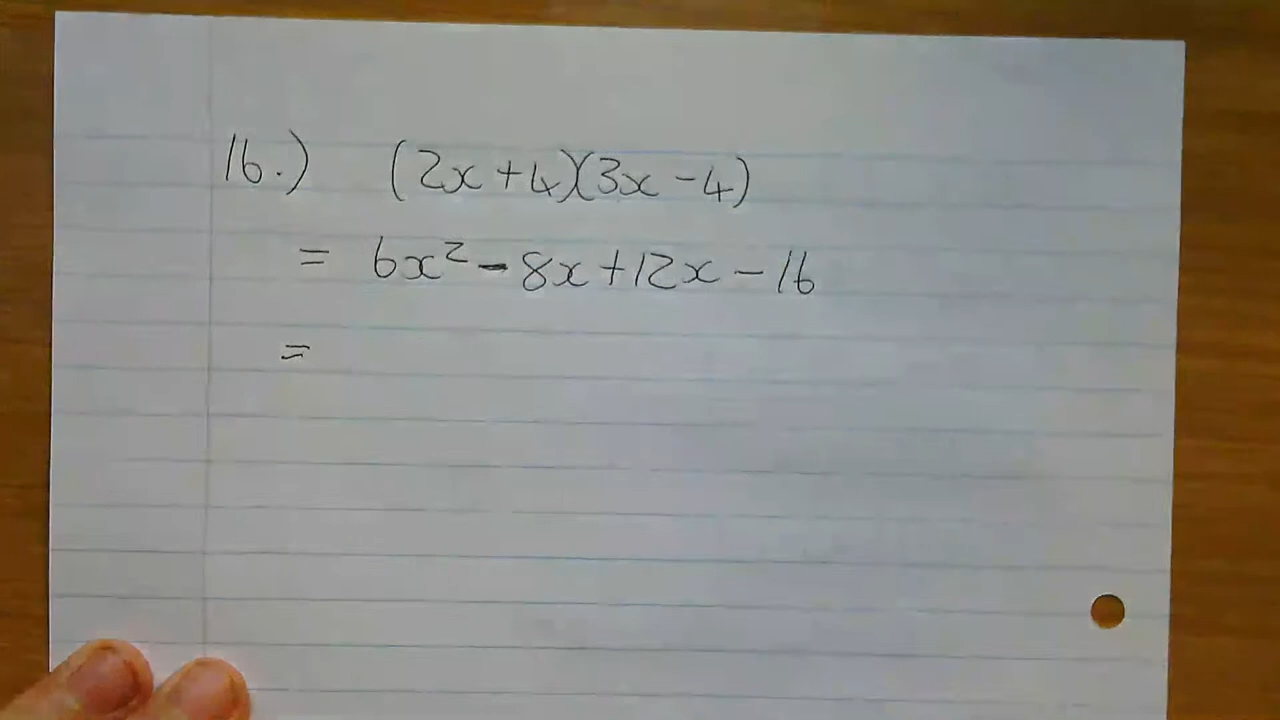 16.) (2x+4)(3x-4)
= 6x² - 8x + 12x - 16
=